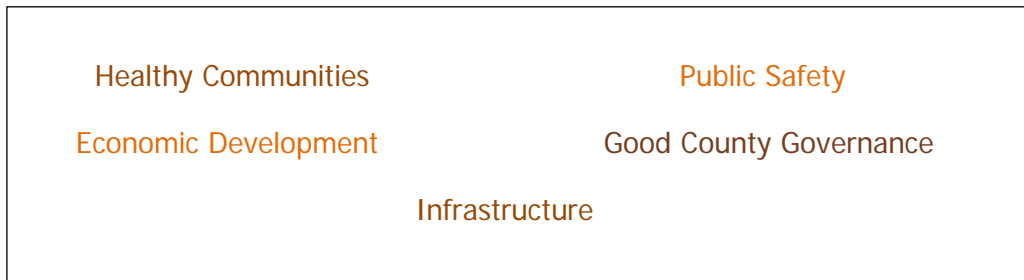 Healthy Communities
Public Safety
Economic Development
Good County Governance
Infrastructure